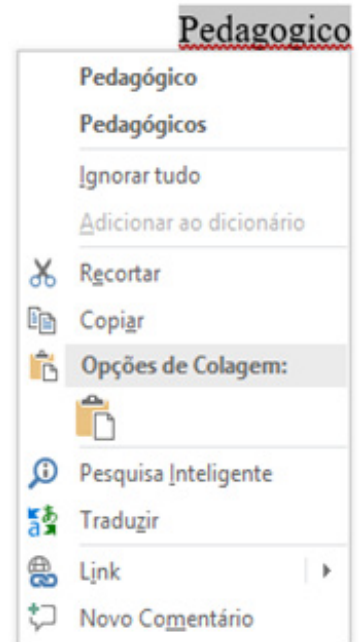 Pedagogico
Pedagógico
Pedagógicos
Ignorar tudo
Adicionar ao dicionário
Recortar
Copiar
Opções de Colagem:
Pesquisa Inteligente
Traduzir
Link
Novo Comentário